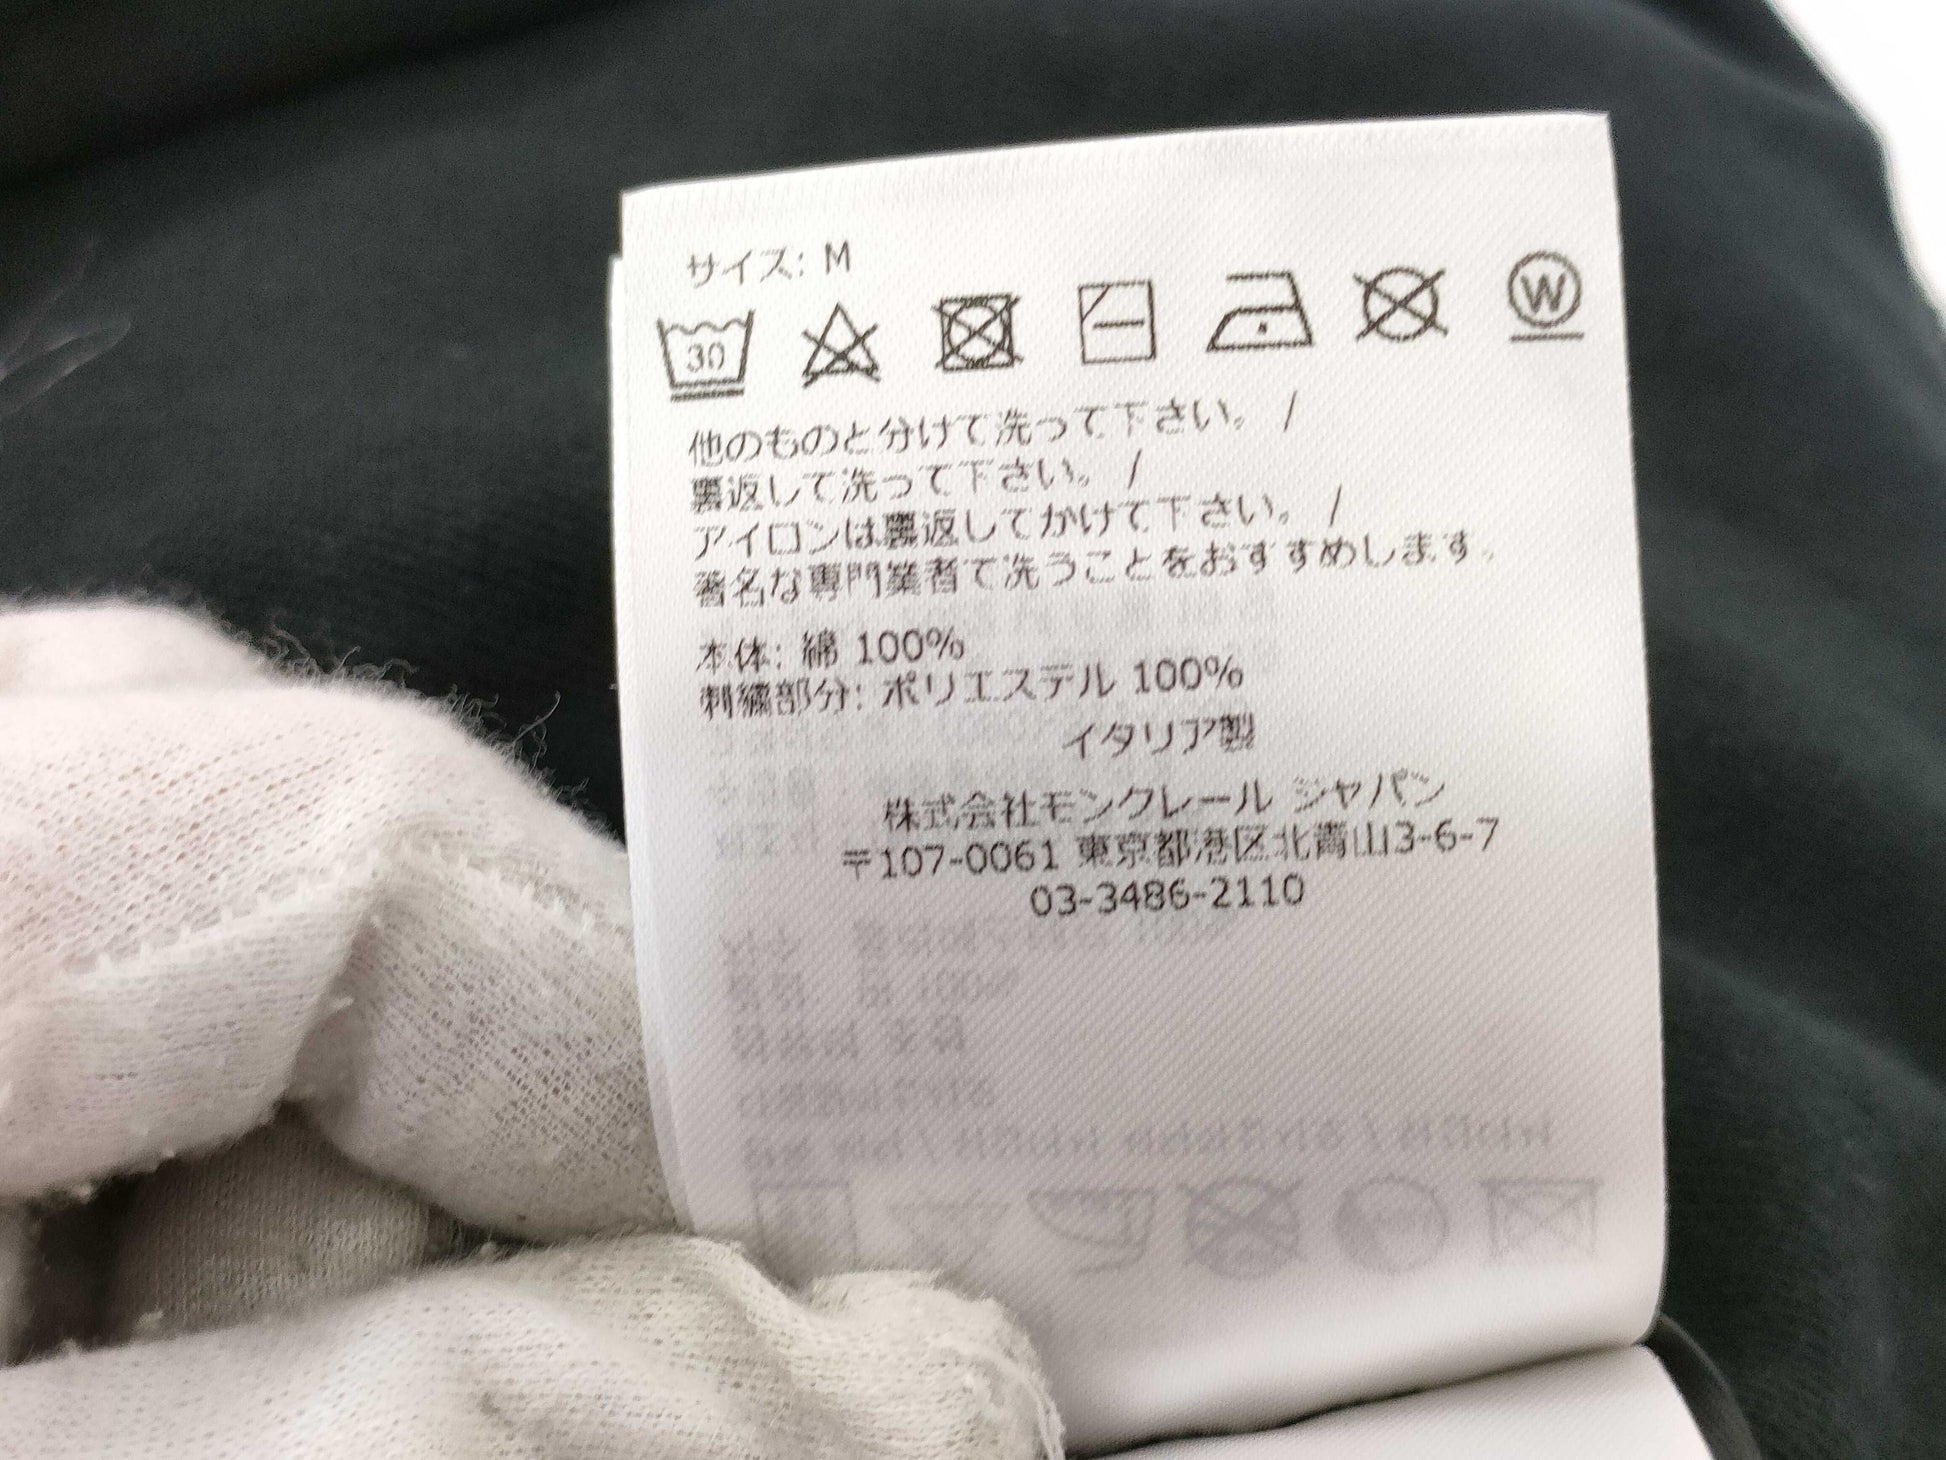 サイズ: M
30
W
他のものと分けて洗って下さい。 /
裏返して洗って下さい。 /
アイロンは裏返してかけて下さい。 /
著名な専門業者で洗うことをおすすめします。
本体: 綿 100%
刺繍部分: ポリエステル 100%
イタリア製
株式会社モンクレール ジャパン
〒107-0061 東京都港区北青山3-6-7
03-3486-2110